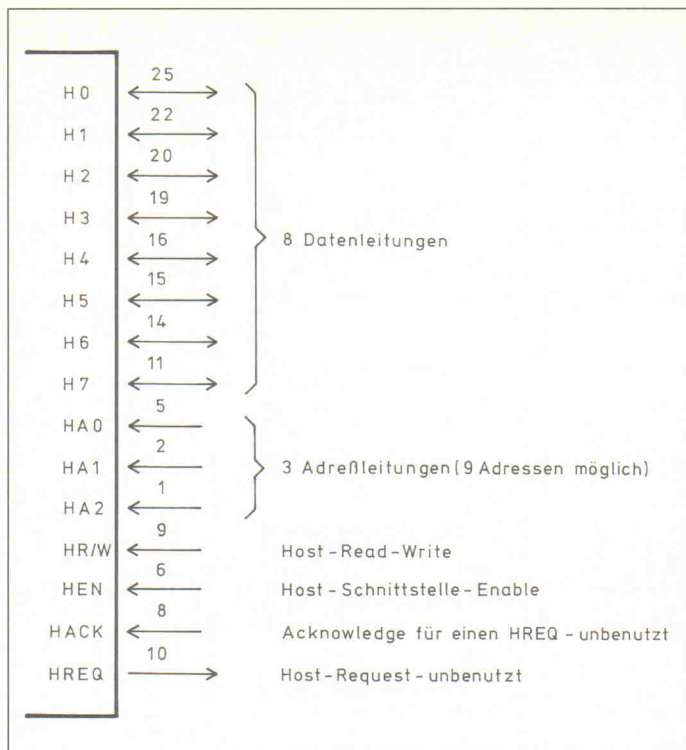 25
H0
22
H1
20
H2
19
H3
8 Datenleitungen
16
H4
15
H5
14
H6
11
H7
5
HA0
2
HA1
3 Adreßleitungen (9 Adressen möglich)
1
HA2
9
HR/W Host-Read-Write
6
HEN Host-Schnittstelle-Enable
8
HACK Acknowledge für einen HREQ-unbenutzt
10
HREQ Host-Request-unbenutzt